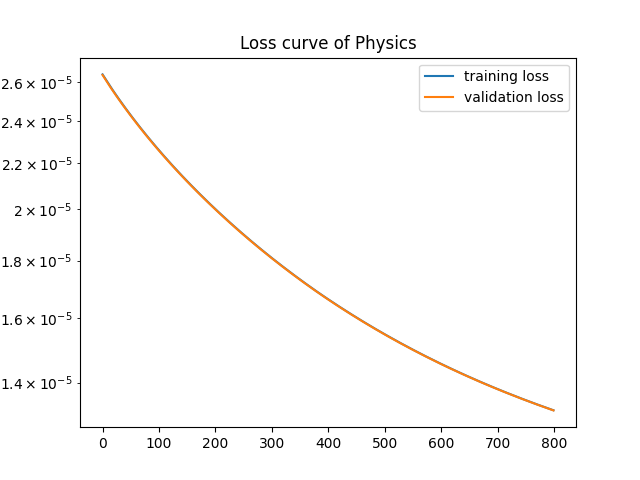 Loss curve of Physics
training loss
validation loss
2.6 × 10⁻⁵
2.4 × 10⁻⁵
2.2 × 10⁻⁵
2 × 10⁻⁵
1.8 × 10⁻⁵
1.6 × 10⁻⁵
1.4 × 10⁻⁵
0 100 200 300 400 500 600 700 800